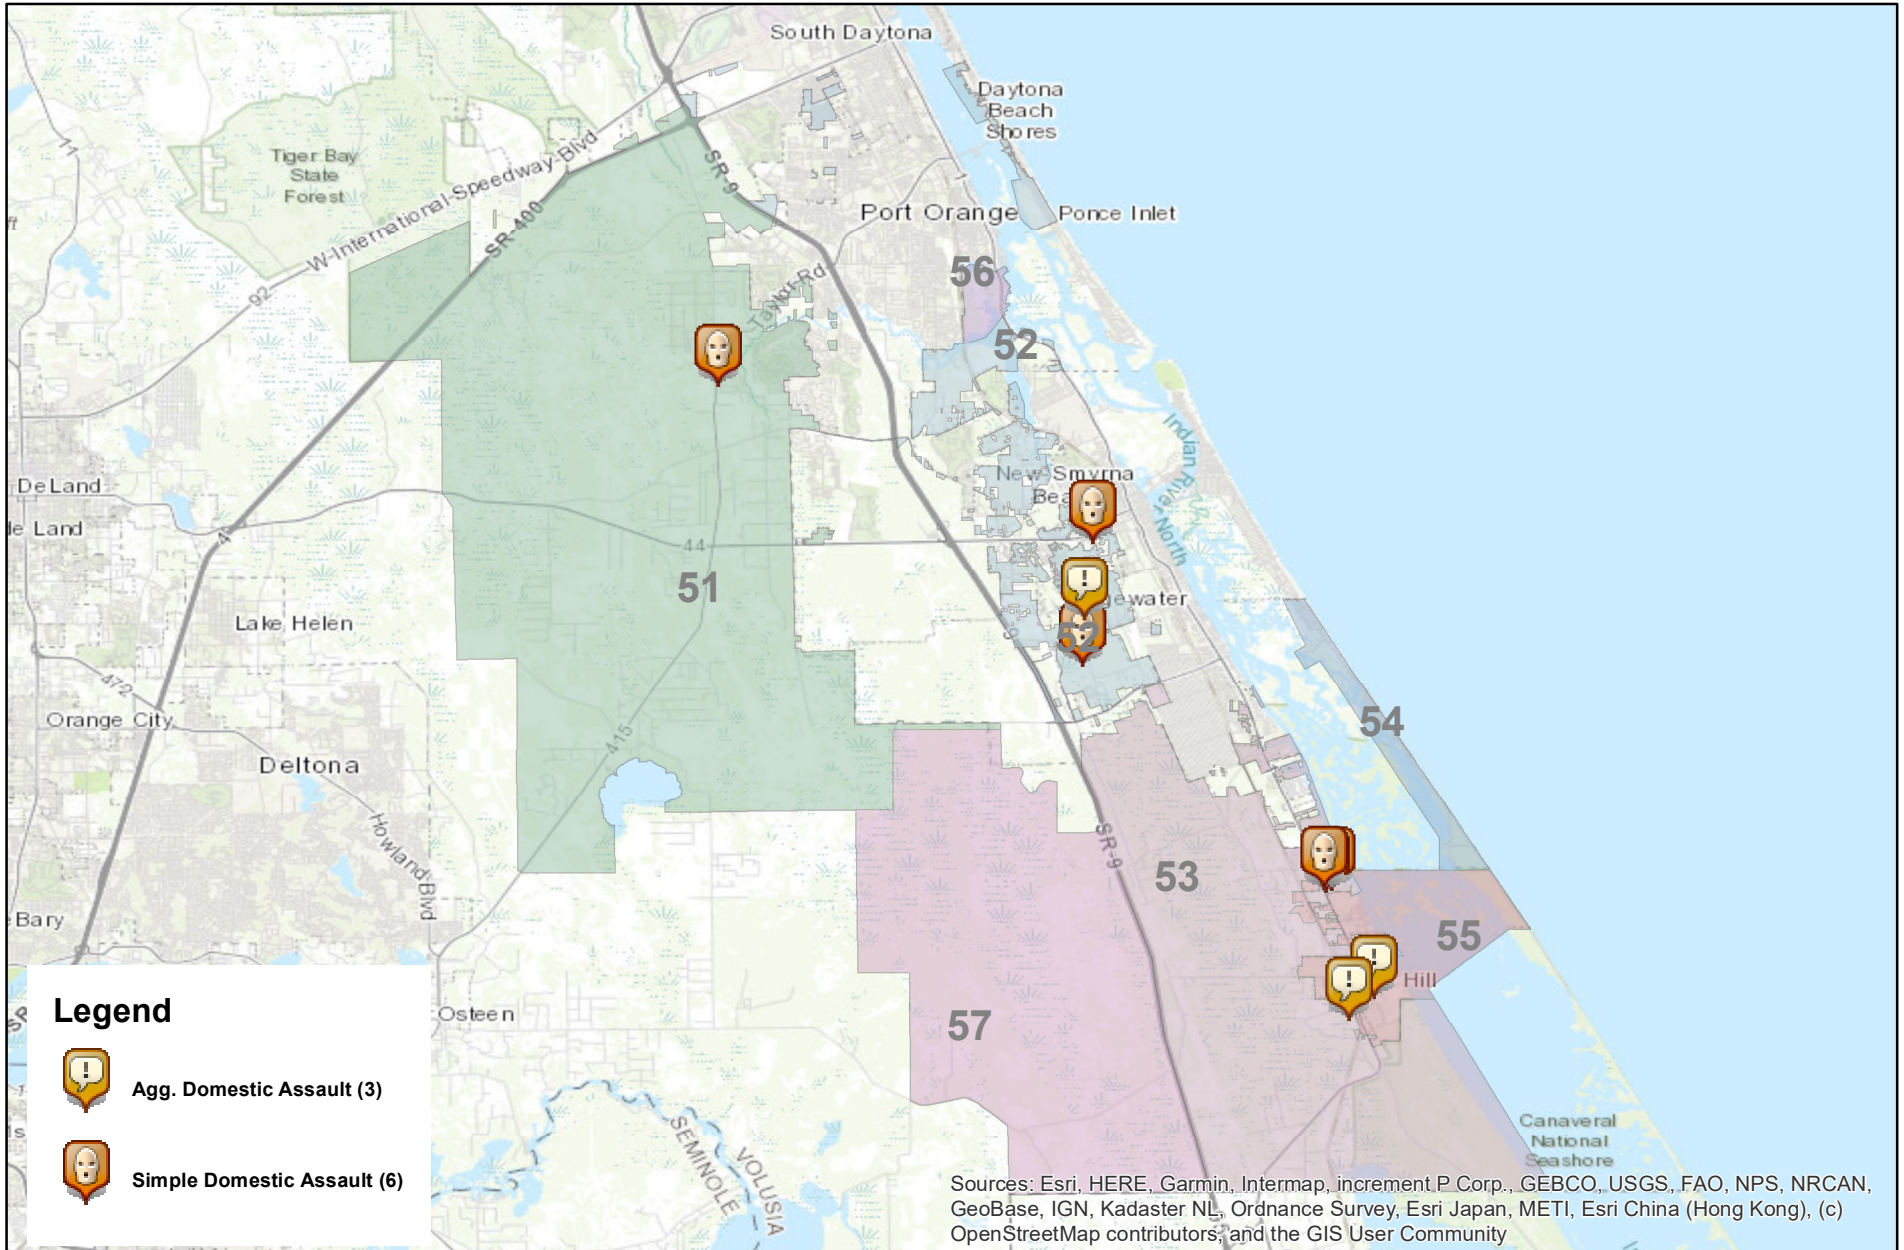 South Daytona
Daytona
Beach
Shores
11
Tiger Bay
State
Forest
W-International-Speedway-Blvd
SR-9
SR-400
1
Port Orange
Ponce Inlet
56
92
Taylor Rd
52
Indian River North
New Smyrna
DeLand
44
51
4
Lake Helen
52
472
Orange City
54
415
Deltona
Howland Blvd
SR-9
53
55
Hill
Osteen
57
Legend
!
Agg. Domestic Assault (3)
Simple Domestic Assault (6)
SEMINOLE
VOLUSIA
Canaveral
National
Seashore
Sources: Esri, HERE, Garmin, Intermap, increment P Corp., GEBCO, USGS, FAO, NPS, NRCAN,
GeoBase, IGN, Kadaster NL, Ordnance Survey, Esri Japan, METI, Esri China (Hong Kong), (c)
OpenStreetMap contributors, and the GIS User Community